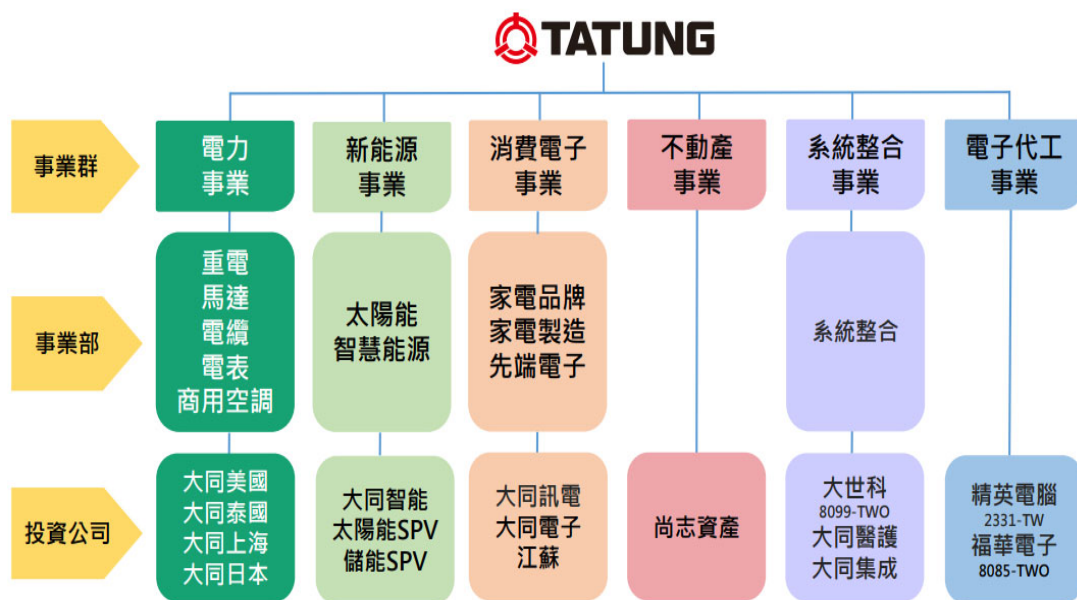 TATUNG
事業群
電力
事業
新能源
事業
消費電子
事業
不動產
事業
系統整合
事業
電子代工
事業
事業部
重電
馬達
電纜
電表
商用空調
太陽能
智慧能源
家電品牌
家電製造
先端電子
系統整合
投資公司
大同美國
大同泰國
大同上海
大同日本
大同智能
太陽能SPV
儲能SPV
大同訊電
大同電子
江蘇
尚志資產
大世科
8099-TWO
大同醫護
大同集成
精英電腦
2331-TW
福華電子
8085-TWO